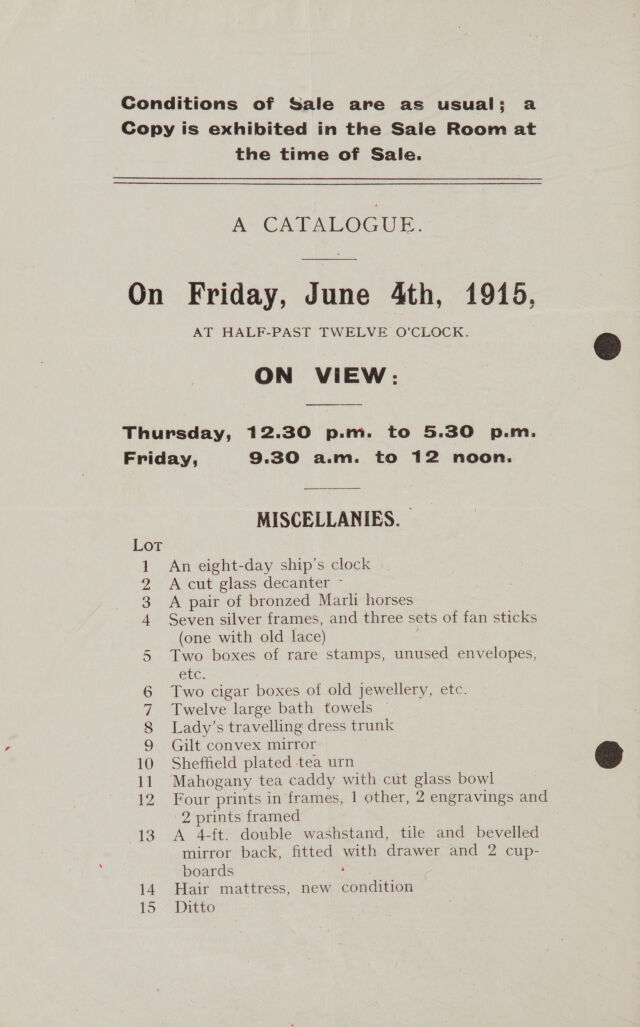 Conditions of Sale are as usual; a
Copy is exhibited in the Sale Room at
the time of Sale.
A CATALOGUE.
On Friday, June 4th, 1915,
AT HALF-PAST TWELVE O'CLOCK.
ON VIEW:
Thursday, 12.30 p.m. to 5.30 p.m.
Friday, 9.30 a.m. to 12 noon.
MISCELLANIES.
LOT
1 An eight-day ship's clock
2 A cut glass decanter
3 A pair of bronzed Marli horses
4 Seven silver frames, and three sets of fan sticks
(one with old lace)
5 Two boxes of rare stamps, unused envelopes,
etc.
6 Two cigar boxes of old jewellery, etc.
7 Twelve large bath towels
8 Lady's travelling dress trunk
9 Gilt convex mirror
10 Sheffield plated tea urn
11 Mahogany tea caddy with cut glass bowl
12 Four prints in frames, 1 other, 2 engravings and
2 prints framed
13 A 4-ft. double washstand, tile and bevelled
mirror back, fitted with drawer and 2 cup-
boards
14 Hair mattress, new condition
15 Ditto